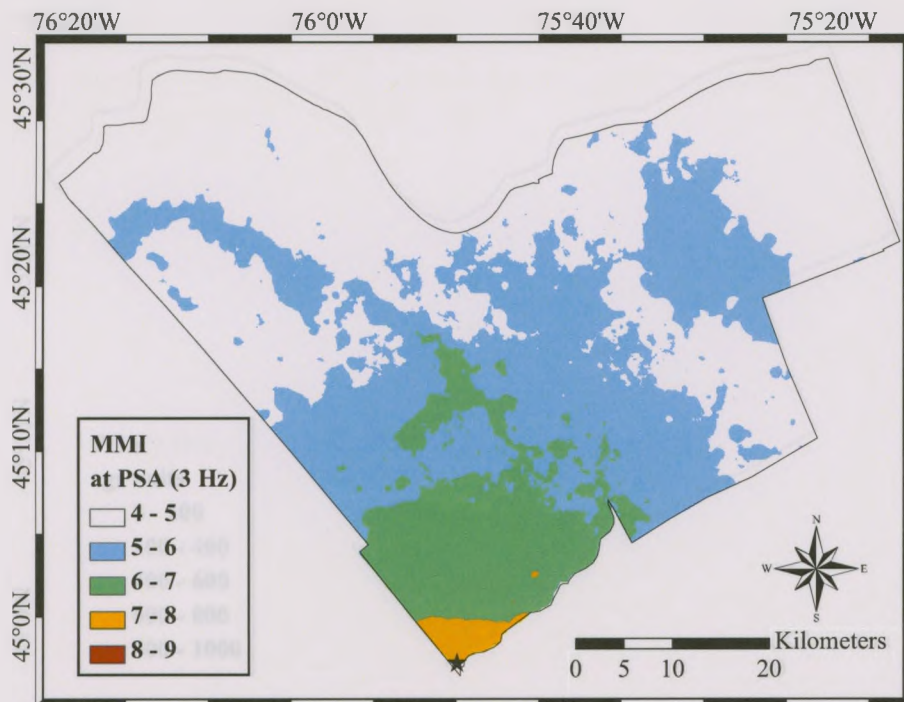 76°20'W 76°0'W 75°40'W 75°20'W
45°30'N
45°20'N
45°10'N
45°0'N
MMI
at PSA (3 Hz)
4 - 5
5 - 6
6 - 7
7 - 8
8 - 9
N
W E
S
Kilometers
0 5 10 20